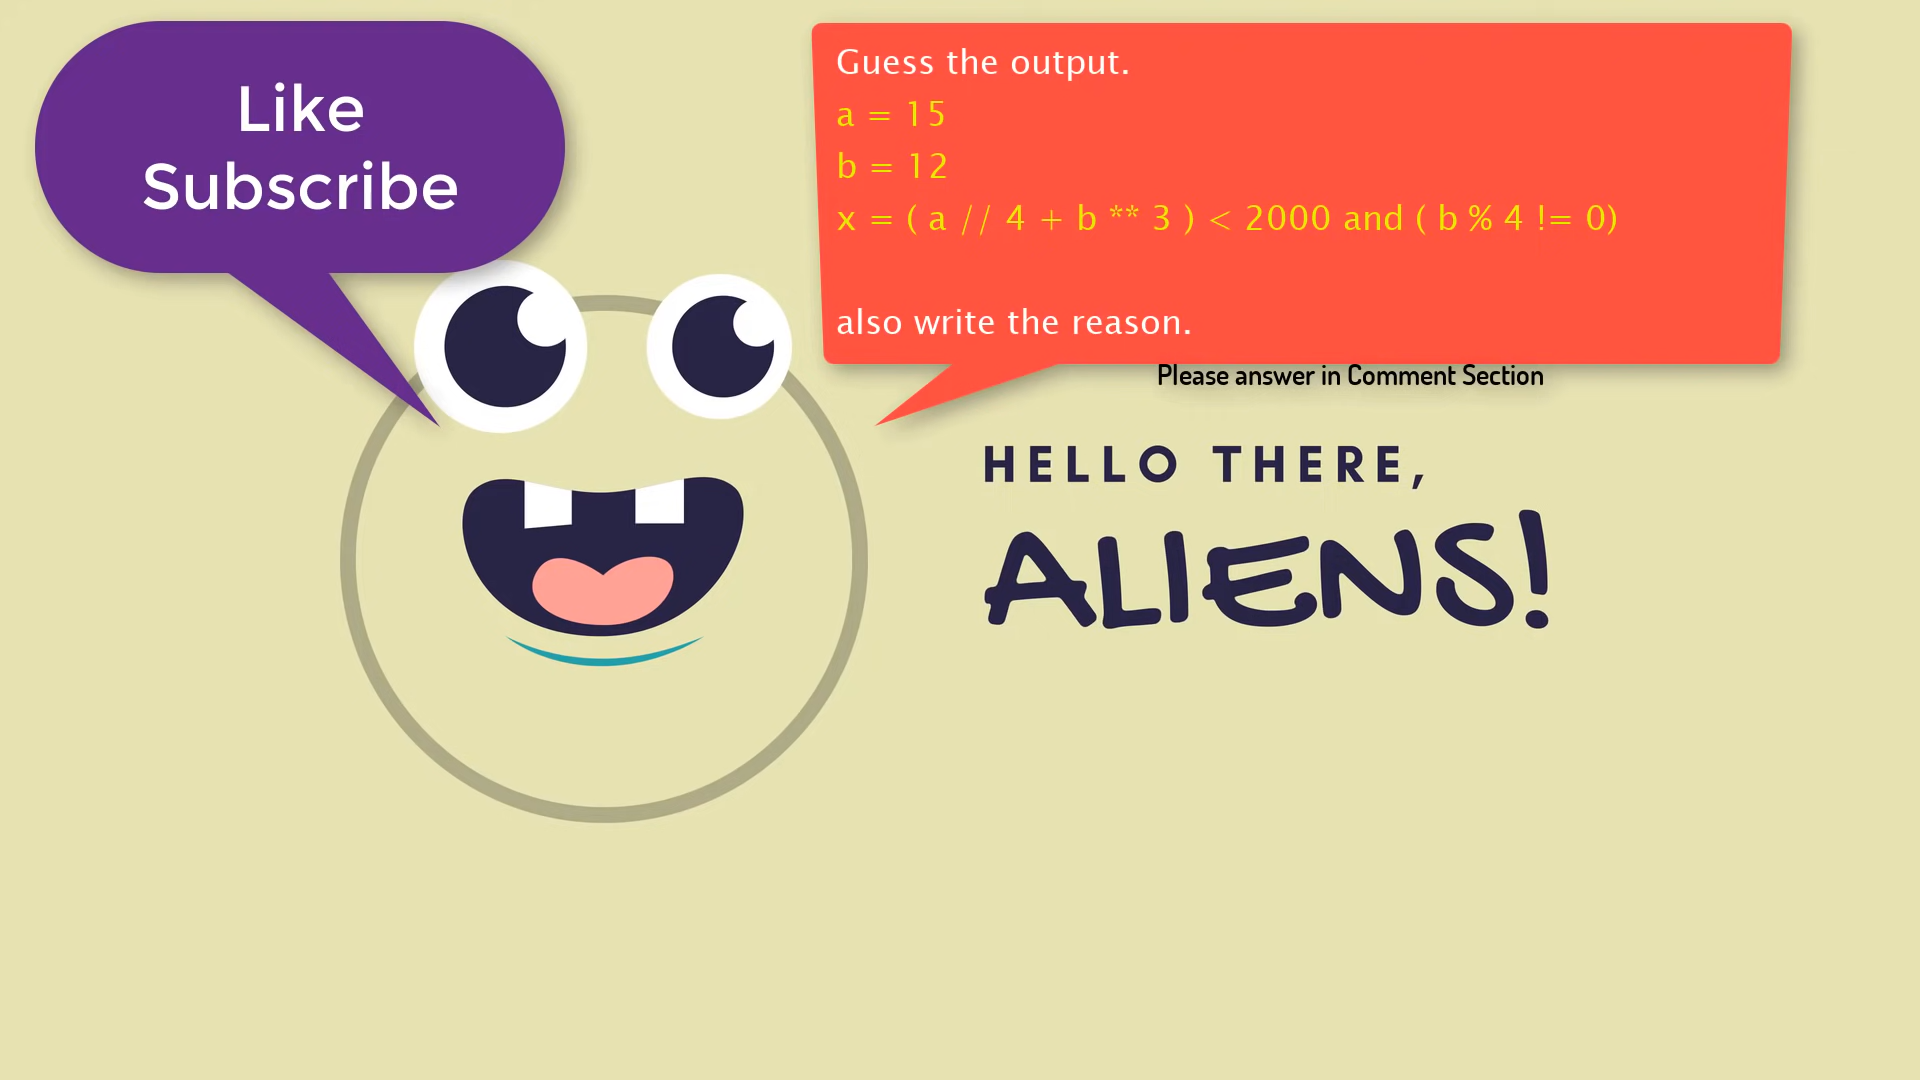 Like
Subscribe
Guess the output.
a = 15
b = 12
x = ( a // 4 + b ** 3 ) < 2000 and ( b % 4 != 0)
also write the reason.
Please answer in Comment Section
HELLO THERE,
ALIENS!